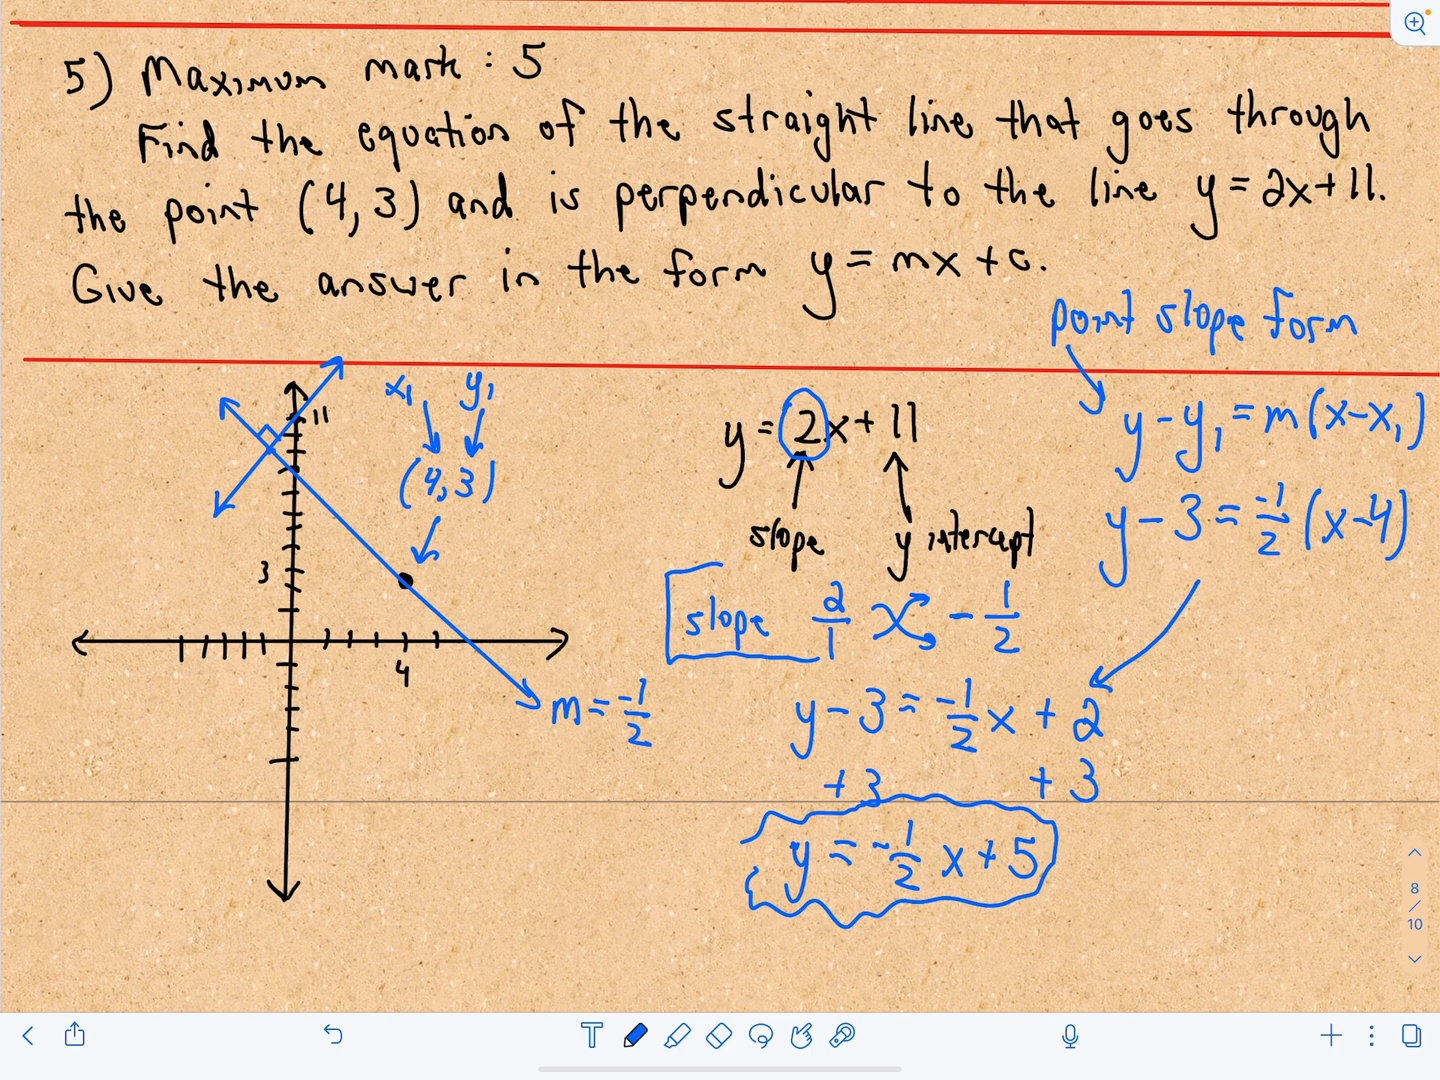 5) Maximum mark : 5
Find the equation of the straight line that goes through
the point (4, 3) and is perpendicular to the line y = 2x + 11.
Give the answer in the form y = mx + c.
point slope form
y - y₁ = m(x - x₁)
y - 3 = -1/2 (x - 4)
11
x₁ y₁
(4, 3)
3
4
m = -1/2
y = 2x + 11
slope y intercept
slope 2/1 - 1/2
y - 3 = -1/2 x + 2
+ 3 + 3
y = -1/2 x + 5
8
/
10
T